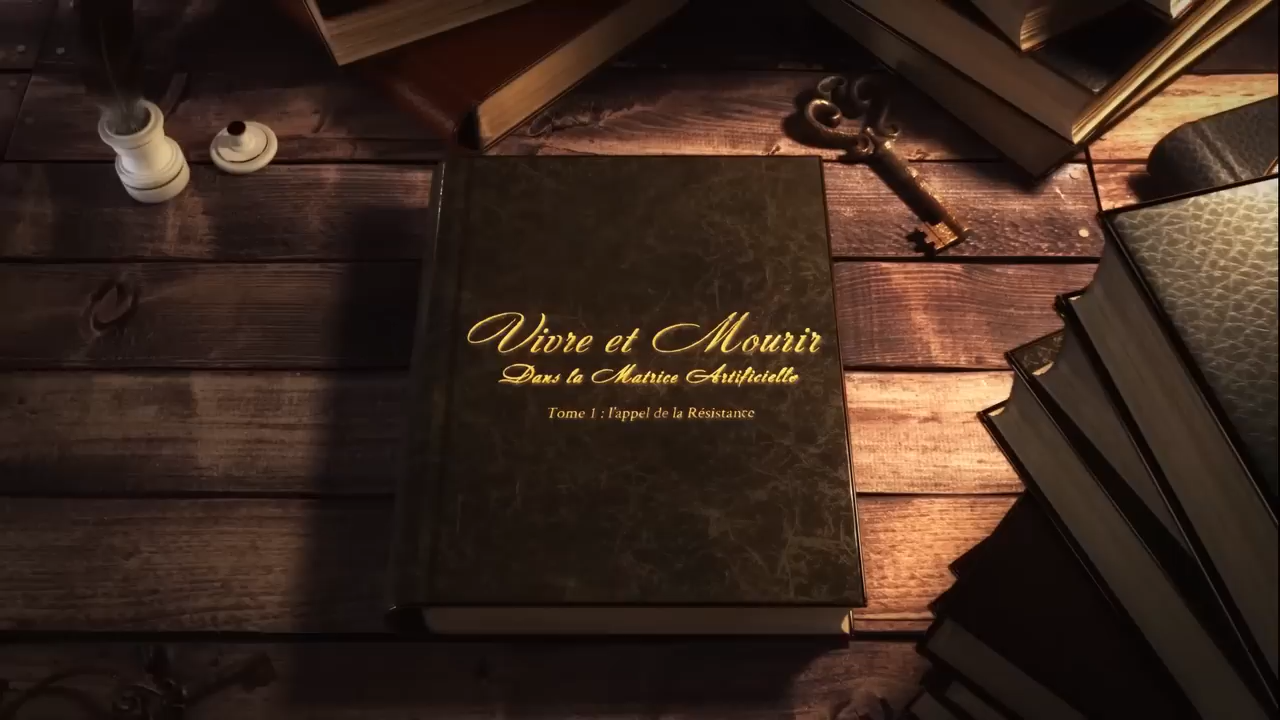 Vivre et Mourir
Dans la Matrice Artificielle
Tome 1 : l'appel de la Résistance